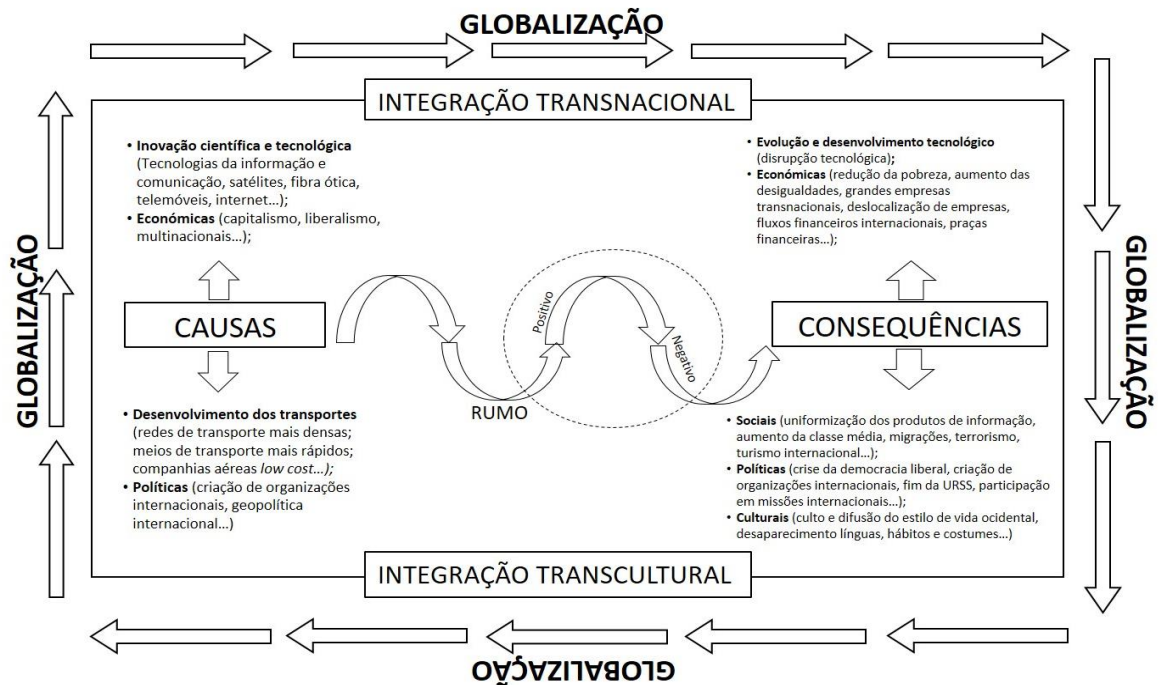 GLOBALIZAÇÃO
INTEGRAÇÃO TRANSNACIONAL
• Inovação científica e tecnológica
(Tecnologias da informação e
comunicação, satélites, fibra ótica,
telemóveis, internet…);
• Económicas (capitalismo, liberalismo,
multinacionais…);
• Evolução e desenvolvimento tecnológico
(disrupção tecnológica);
• Económicas (redução da pobreza, aumento das
desigualdades, grandes empresas
transnacionais, deslocalização de empresas,
fluxos financeiros internacionais, praças
financeiras…);
GLOBALIZAÇÃO
GLOBALIZAÇÃO
CAUSAS
Positivo
Negativo
CONSEQUÊNCIAS
RUMO
• Desenvolvimento dos transportes
(redes de transporte mais densas;
meios de transporte mais rápidos;
companhias aéreas low cost…);
• Políticas (criação de organizações
internacionais, geopolítica
internacional…)
• Sociais (uniformização dos produtos de informação,
aumento da classe média, migrações, terrorismo,
turismo internacional…);
• Políticas (crise da democracia liberal, criação de
organizações internacionais, fim da URSS, participação
em missões internacionais…);
• Culturais (culto e difusão do estilo de vida ocidental,
desaparecimento línguas, hábitos e costumes…)
INTEGRAÇÃO TRANSCULTURAL
GLOBALIZAÇÃO